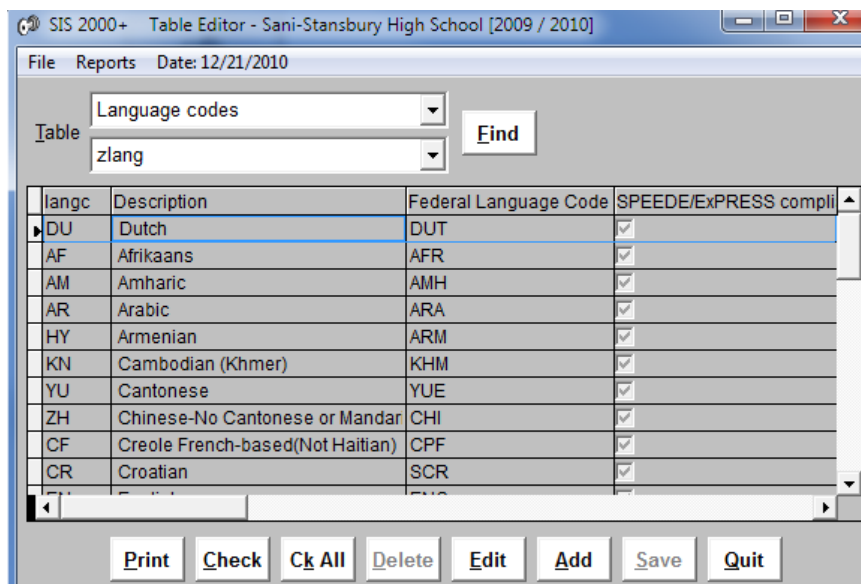 SIS 2000+ Table Editor - Sani-Stansbury High School [2009 / 2010]
File Reports Date: 12/21/2010
Language codes
Table
Find
zlang
langc Description Federal Language Code SPEEDE/ExPRESS compli
DU Dutch DUT
AF Afrikaans AFR
AM Amharic AMH
AR Arabic ARA
HY Armenian ARM
KN Cambodian (Khmer) KHM
YU Cantonese YUE
ZH Chinese-No Cantonese or Mandar CHI
CF Creole French-based(Not Haitian) CPF
CR Croatian SCR
Print Check Ck All Delete Edit Add Save Quit